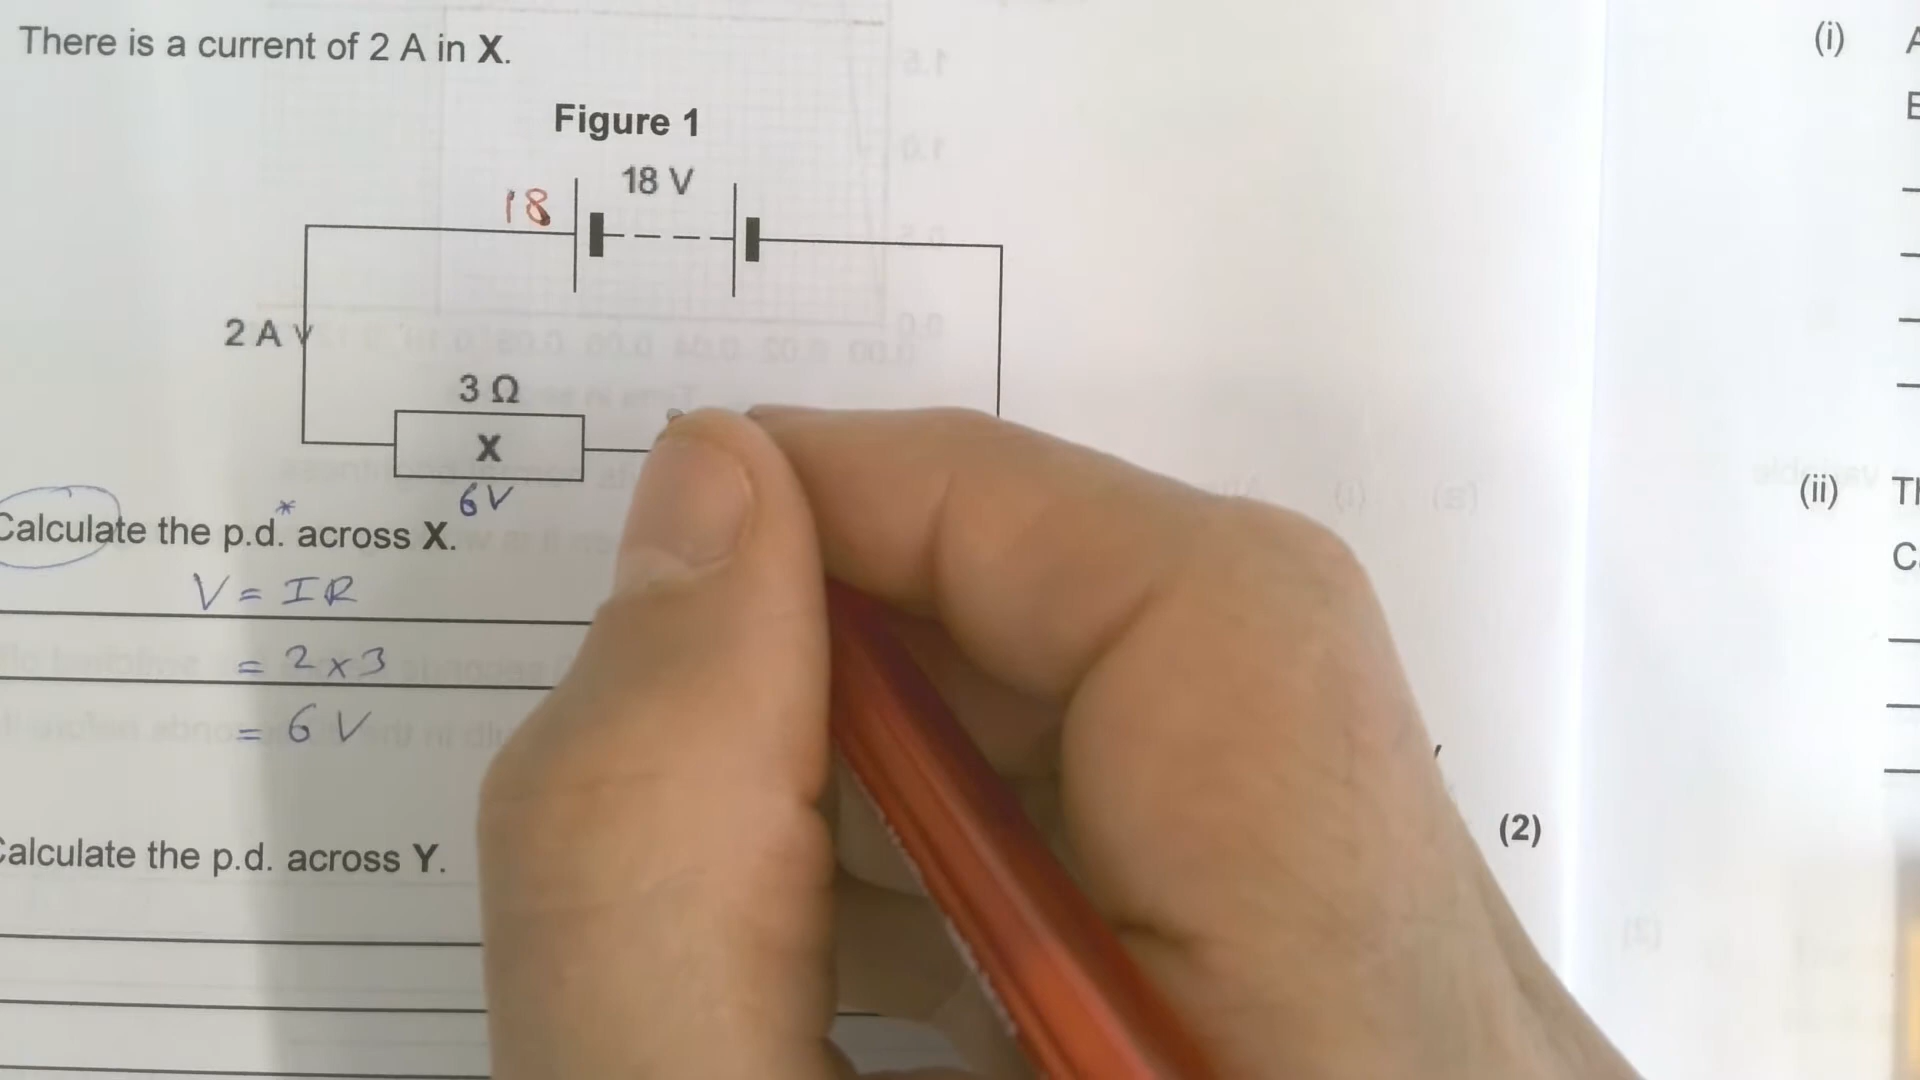 There is a current of 2 A in X.
Figure 1
18 V
18
2 A
3 Ω
X
6V
Calculate the p.d.* across X.
V = IR
= 2 x 3
= 6 V
Calculate the p.d. across Y.
(2)
(i)
(ii)